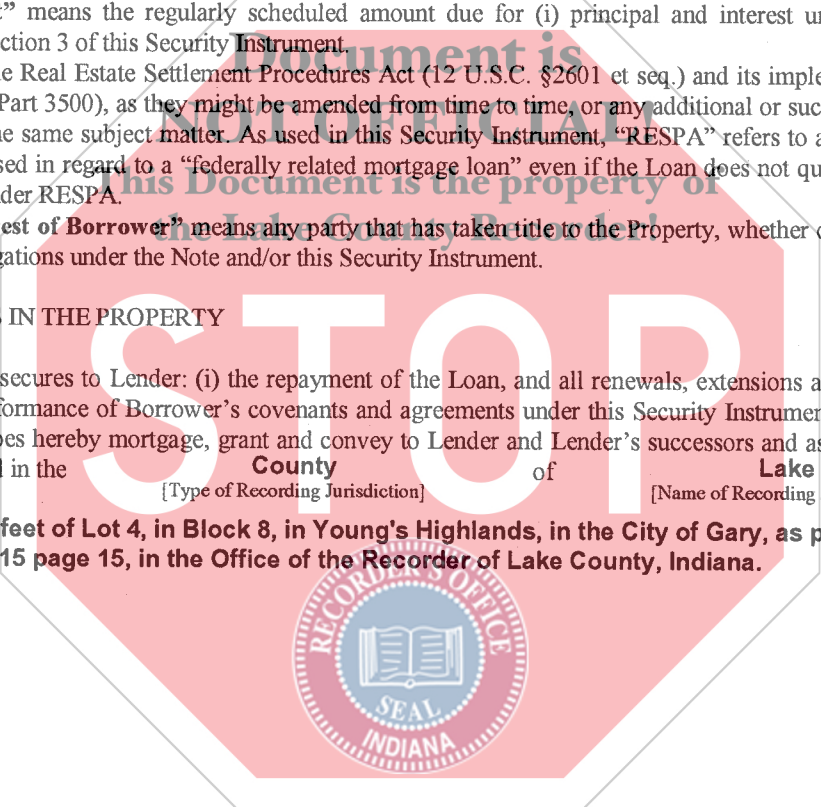 ” means the regularly scheduled amount due for (i) principal and interest un
ction 3 of this Security Instrument.
Document is
e Real Estate Settlement Procedures Act (12 U.S.C. §2601 et seq.) and its imple
Part 3500), as they might be amended from time to time, or any additional or suc
NOT OFFICIAL!
ne same subject matter. As used in this Security Instrument, “RESPA” refers to a
sed in regard to a “federally related mortgage loan” even if the Loan does not qu
This Document is the property of
der RESPA.
est of Borrower” means any party that has taken title to the Property, whether o
the Lake County Recorder!
gations under the Note and/or this Security Instrument.
IN THE PROPERTY
STOP
secures to Lender: (i) the repayment of the Loan, and all renewals, extensions a
formance of Borrower’s covenants and agreements under this Security Instrumen
oes hereby mortgage, grant and convey to Lender and Lender’s successors and as
in the County of Lake
[Type of Recording Jurisdiction] [Name of Recording
feet of Lot 4, in Block 8, in Young's Highlands, in the City of Gary, as p
15 page 15, in the Office of the Recorder of Lake County, Indiana.
RECORDER'S OFFICE
SEAL
INDIANA